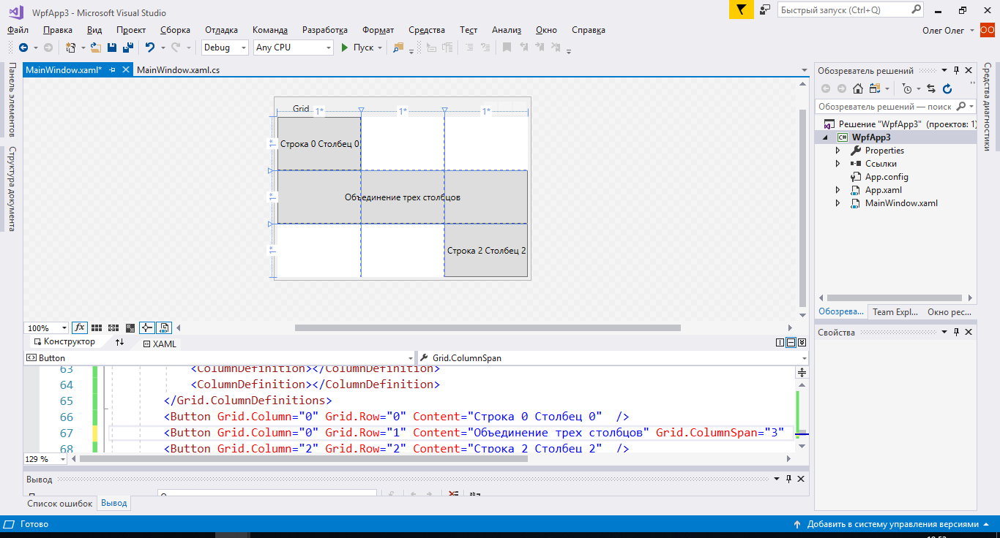 WpfApp3 - Microsoft Visual Studio
Быстрый запуск (Ctrl+Q)
Файл Правка Вид Проект Сборка Отладка Команда Разработка Формат Средства Тест Анализ Окно Справка
Олег Олег
OO
Debug Any CPU Пуск
Панель элементов
Структура документа
MainWindow.xaml* MainWindow.xaml.cs
Grid
1* 1* 1*
1*
Строка 0 Столбец 0
1*
Объединение трех столбцов
1*
Строка 2 Столбец 2
100% fx
Конструктор XAML
Button Grid.ColumnSpan
63 <ColumnDefinition></ColumnDefinition>
64 <ColumnDefinition></ColumnDefinition>
65 </Grid.ColumnDefinitions>
66 <Button Grid.Column="0" Grid.Row="0" Content="Строка 0 Столбец 0" />
67 <Button Grid.Column="0" Grid.Row="1" Content="Объединение трех столбцов" Grid.ColumnSpan="3"
68 <Button Grid.Column="2" Grid.Row="2" Content="Строка 2 Столбец 2" />
129 %
Вывод
Список ошибок Вывод
Обозреватель решений
Обозреватель решений — поиск
Решение "WpfApp3" (проектов: 1)
C# WpfApp3
Properties
Ссылки
App.config
App.xaml
MainWindow.xaml
Обозрева... Team Expl... Окно рес...
Свойства
Средства диагностики
Готово
Добавить в систему управления версиями